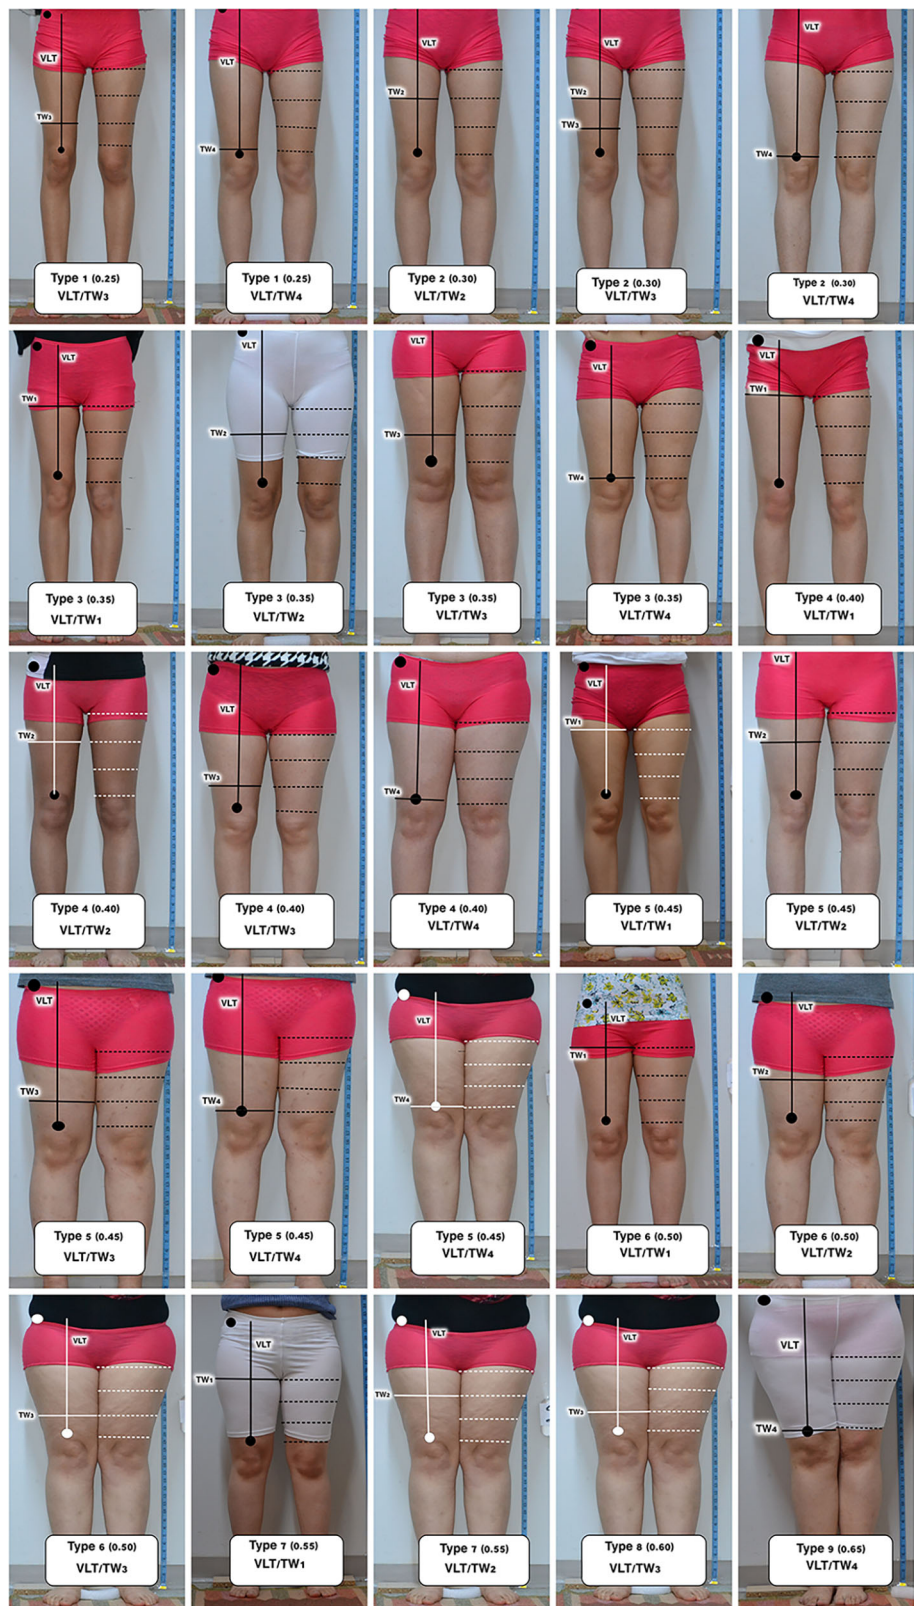 VLT
TW3
Type 1 (0.25)
VLT/TW3
VLT
TW4
Type 1 (0.25)
VLT/TW4
VLT
TW2
Type 2 (0.30)
VLT/TW2
VLT
TW2
TW3
Type 2 (0.30)
VLT/TW3
VLT
TW4
Type 2 (0.30)
VLT/TW4
VLT
TW1
Type 3 (0.35)
VLT/TW1
VLT
TW2
Type 3 (0.35)
VLT/TW2
VLT
TW3
Type 3 (0.35)
VLT/TW3
VLT
TW4
Type 3 (0.35)
VLT/TW4
VLT
TW1
Type 4 (0.40)
VLT/TW1
VLT
TW2
Type 4 (0.40)
VLT/TW2
VLT
TW3
Type 4 (0.40)
VLT/TW3
VLT
TW4
Type 4 (0.40)
VLT/TW4
VLT
TW1
Type 5 (0.45)
VLT/TW1
VLT
TW2
Type 5 (0.45)
VLT/TW2
VLT
TW3
Type 5 (0.45)
VLT/TW3
VLT
TW4
Type 5 (0.45)
VLT/TW4
VLT
TW4
Type 5 (0.45)
VLT/TW4
VLT
TW1
Type 6 (0.50)
VLT/TW1
VLT
TW2
Type 6 (0.50)
VLT/TW2
VLT
TW3
Type 6 (0.50)
VLT/TW3
VLT
TW1
Type 7 (0.55)
VLT/TW1
VLT
TW2
Type 7 (0.55)
VLT/TW2
VLT
TW3
Type 8 (0.60)
VLT/TW3
VLT
TW4
Type 9 (0.65)
VLT/TW4